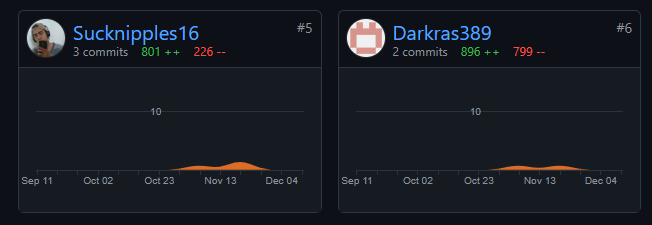 Sucknipples16 #5
3 commits 801 ++ 226 --
10
Sep 11 Oct 02 Oct 23 Nov 13 Dec 04
Darkras389 #6
2 commits 896 ++ 799 --
10
Sep 11 Oct 02 Oct 23 Nov 13 Dec 04